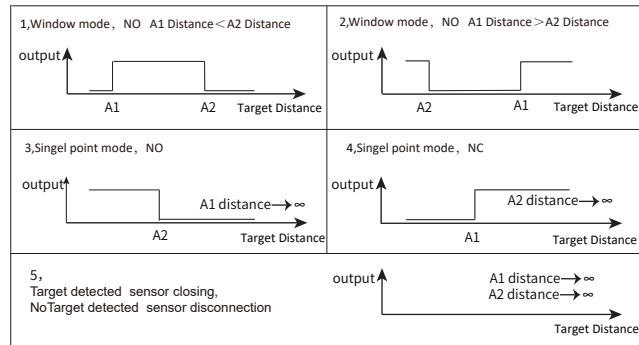 1,Window mode，NO A1 Distance＜A2 Distance
output
A1
A2
Target Distance
2,Window mode，NO A1 Distance＞A2 Distance
output
A2
A1
Target Distance
3,Singel point mode，NO
output
A1 distance→∞
A2
Target Distance
4,Singel point mode，NC
output
A2 distance→∞
A1
Target Distance
5，
Target detected sensor closing,
NoTarget detected sensor disconnection
output
A1 distance→∞
A2 distance→∞
Target Distance